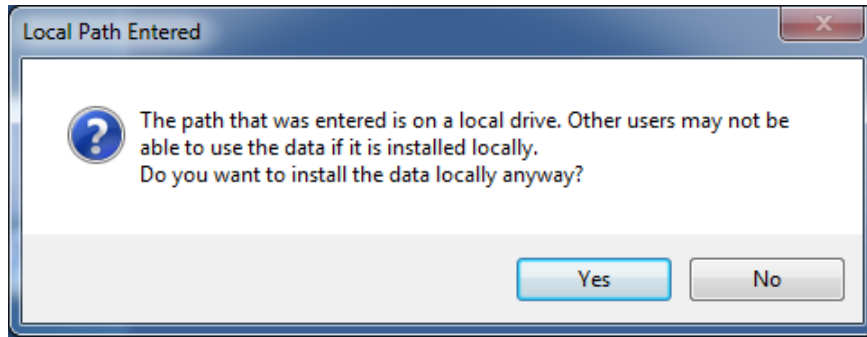 Local Path Entered
The path that was entered is on a local drive. Other users may not be
able to use the data if it is installed locally.
Do you want to install the data locally anyway?
Yes
No